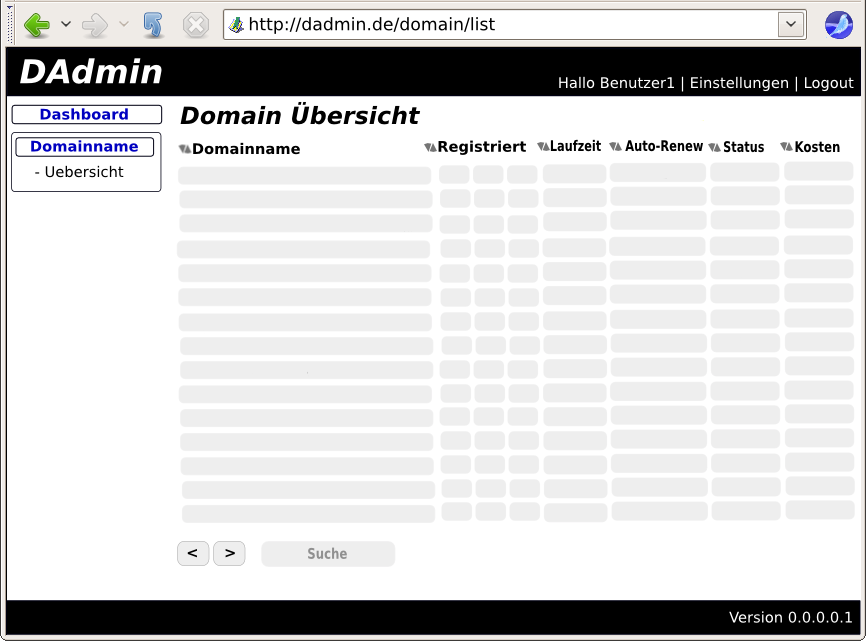 http://dadmin.de/domain/list
DAdmin
Hallo Benutzer1 | Einstellungen | Logout
Dashboard
Domainname
- Uebersicht
Domain Übersicht
Domainname Registriert Laufzeit Auto-Renew Status Kosten
< > Suche
Version 0.0.0.0.1